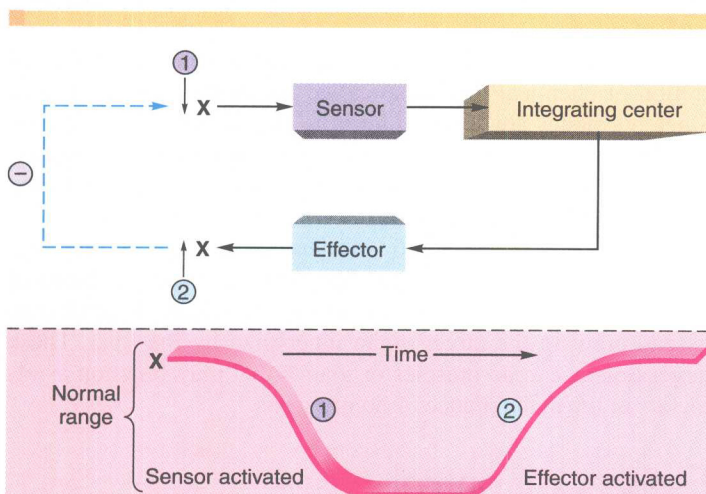 1
X
Sensor
Integrating center
−
X
Effector
2
X
Time
Normal
range
1
2
Sensor activated
Effector activated